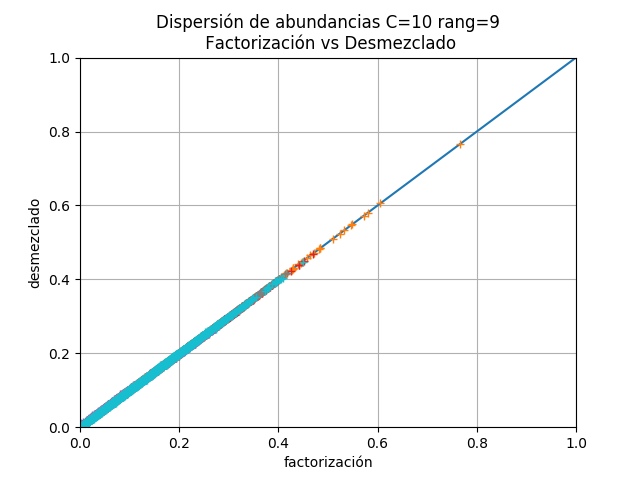 Dispersión de abundancias C=10 rang=9
Factorización vs Desmezclado
1.0
0.8
0.6
0.4
0.2
0.0
desmezclado
0.0 0.2 0.4 0.6 0.8 1.0
factorización